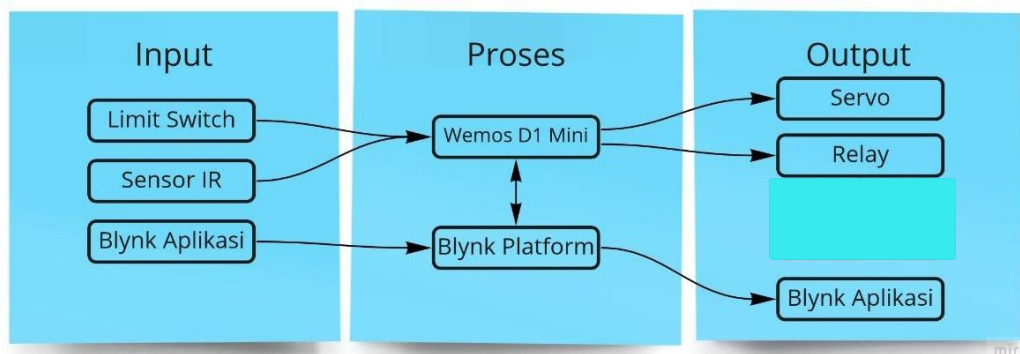 Input
Limit Switch
Sensor IR
Blynk Aplikasi
Proses
Wemos D1 Mini
Blynk Platform
Output
Servo
Relay
Blynk Aplikasi